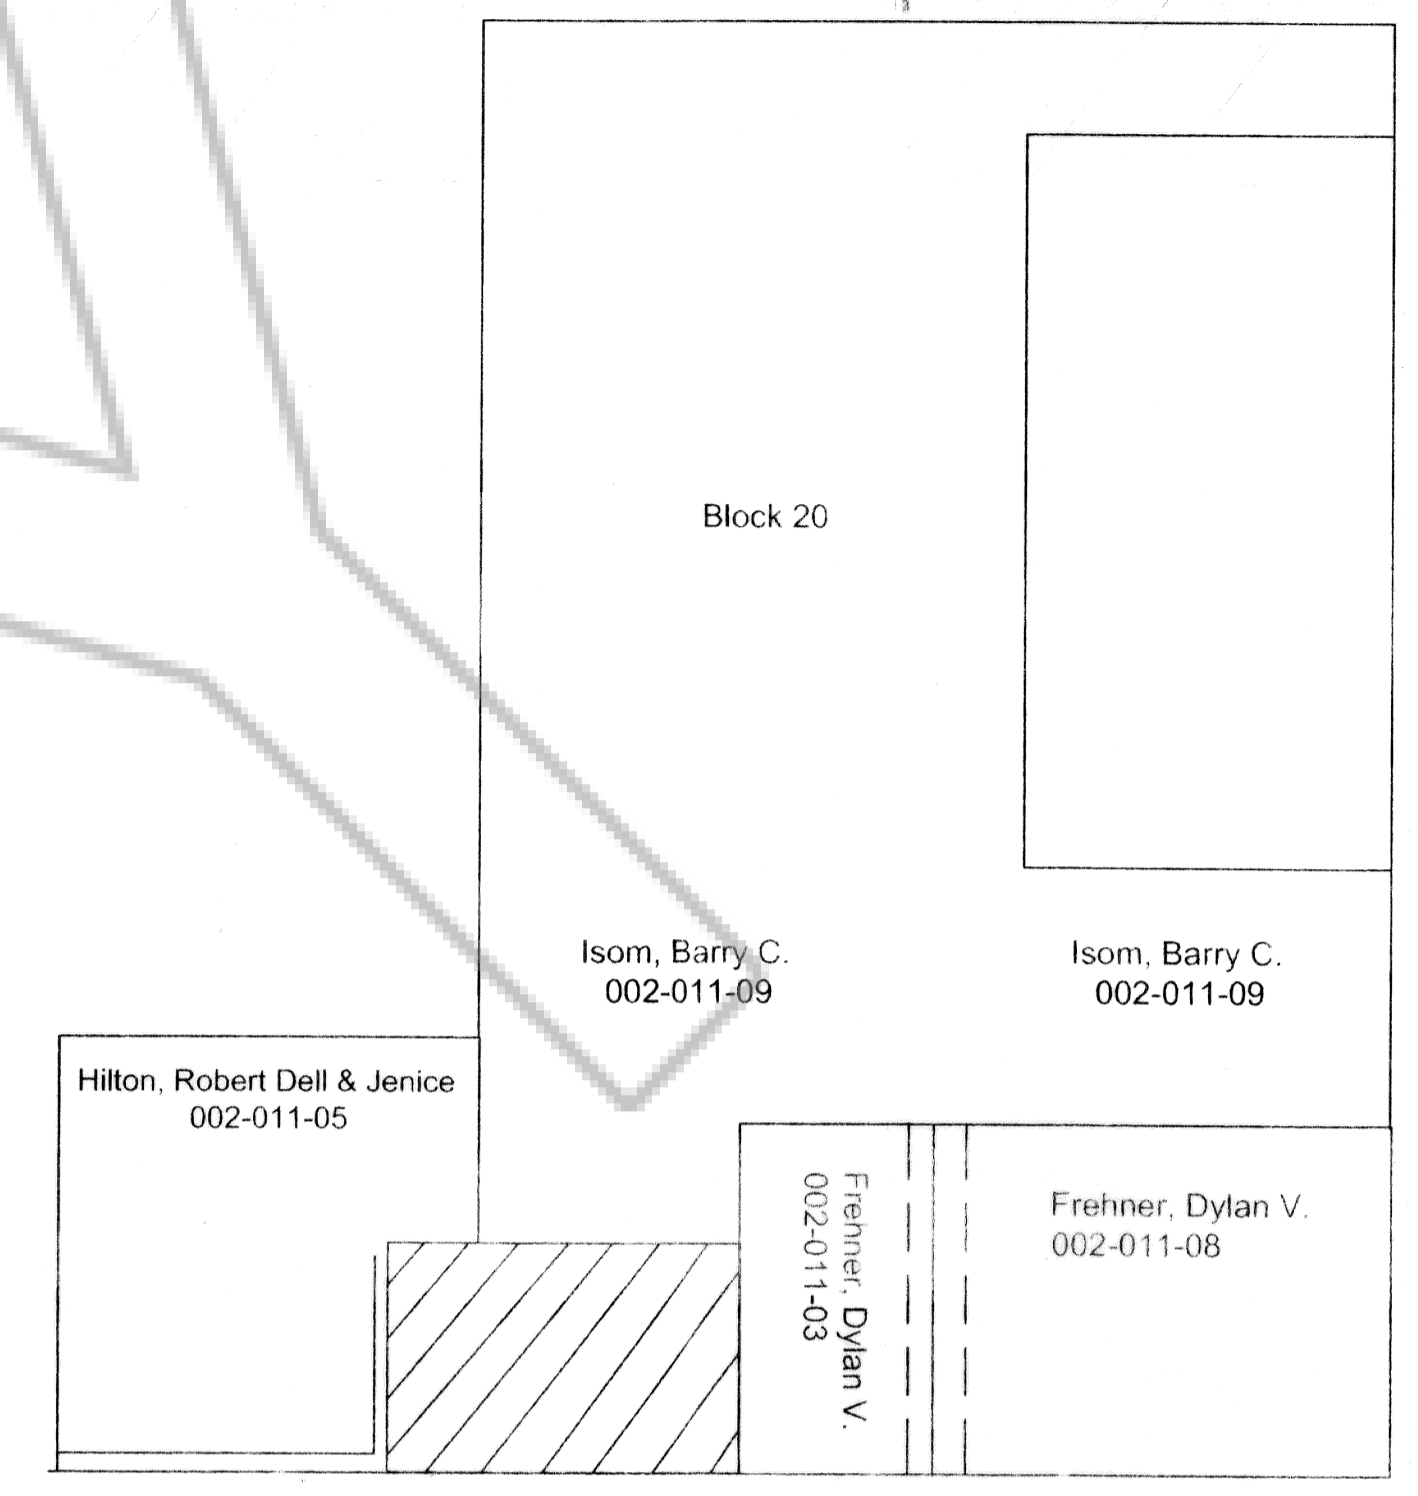 Block 20
Isom, Barry C.
002-011-09
Isom, Barry C.
002-011-09
Hilton, Robert Dell & Jenice
002-011-05
Frehner, Dylan V.
002-011-03
Frehner, Dylan V.
002-011-08